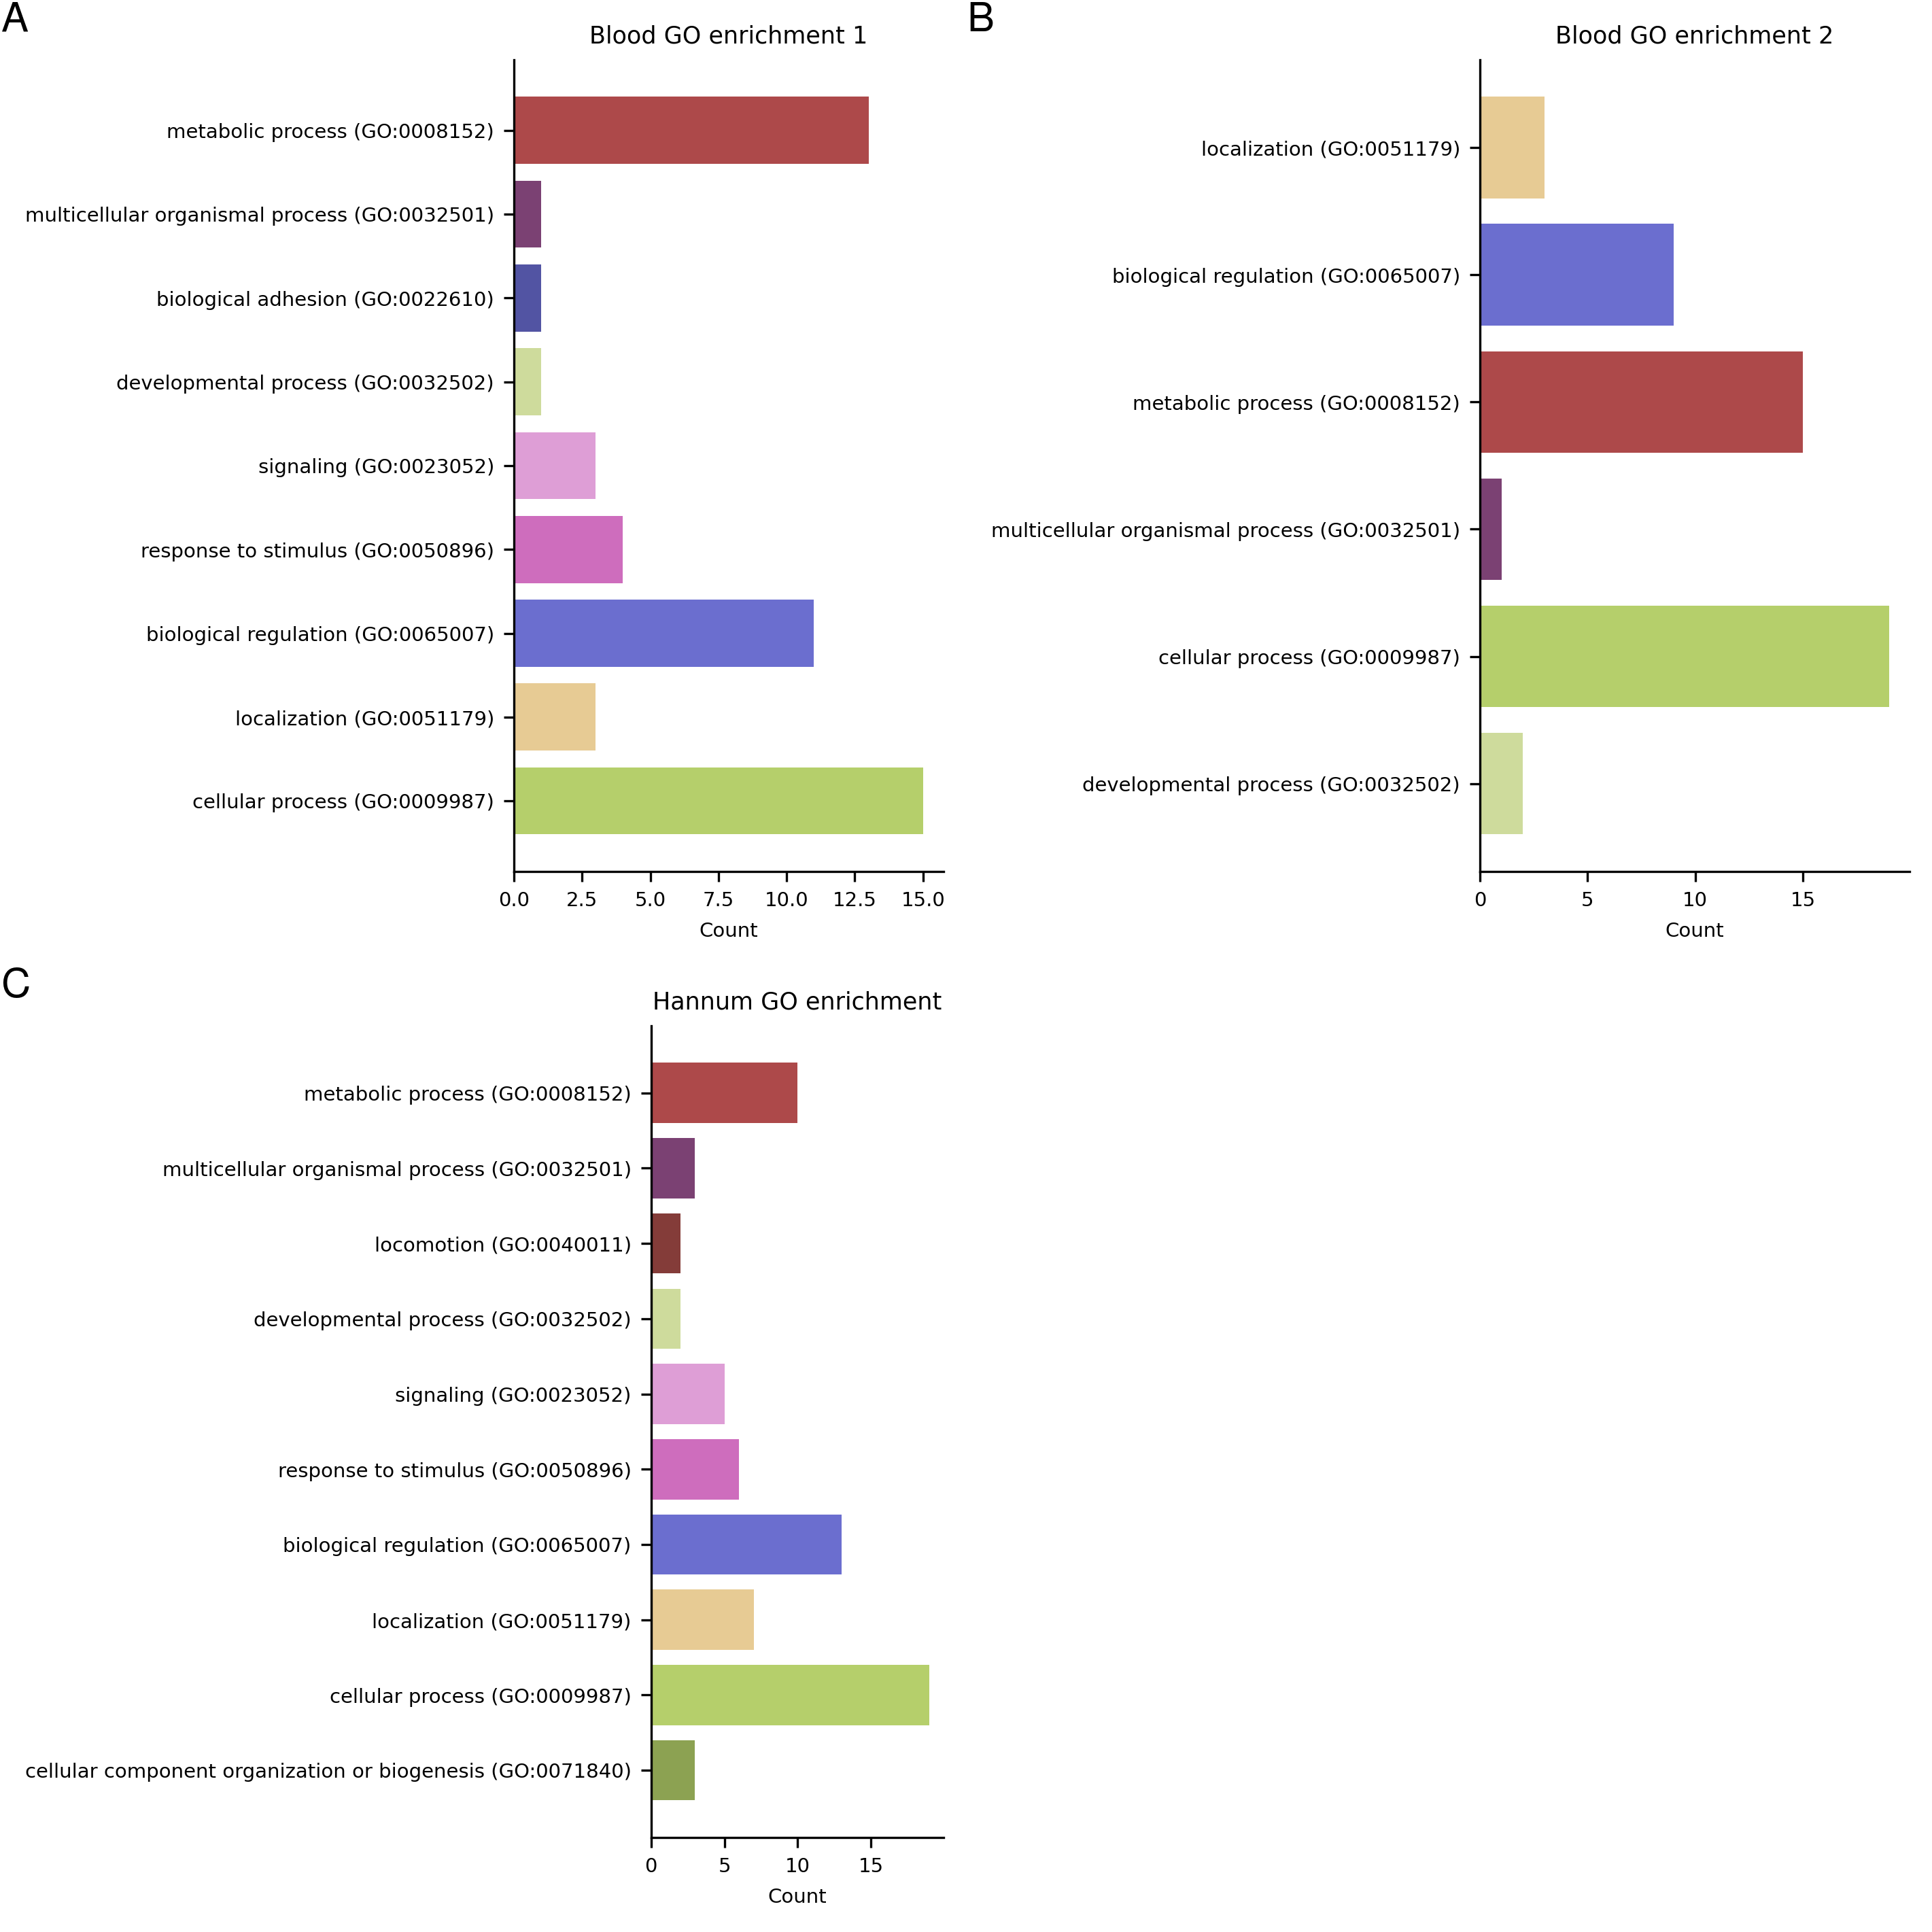 A
Blood GO enrichment 1
metabolic process (GO:0008152)
multicellular organismal process (GO:0032501)
biological adhesion (GO:0022610)
developmental process (GO:0032502)
signaling (GO:0023052)
response to stimulus (GO:0050896)
biological regulation (GO:0065007)
localization (GO:0051179)
cellular process (GO:0009987)
0.0 2.5 5.0 7.5 10.0 12.5 15.0
Count
B
Blood GO enrichment 2
localization (GO:0051179)
biological regulation (GO:0065007)
metabolic process (GO:0008152)
multicellular organismal process (GO:0032501)
cellular process (GO:0009987)
developmental process (GO:0032502)
0 5 10 15
Count
C
Hannum GO enrichment
metabolic process (GO:0008152)
multicellular organismal process (GO:0032501)
locomotion (GO:0040011)
developmental process (GO:0032502)
signaling (GO:0023052)
response to stimulus (GO:0050896)
biological regulation (GO:0065007)
localization (GO:0051179)
cellular process (GO:0009987)
cellular component organization or biogenesis (GO:0071840)
0 5 10 15
Count